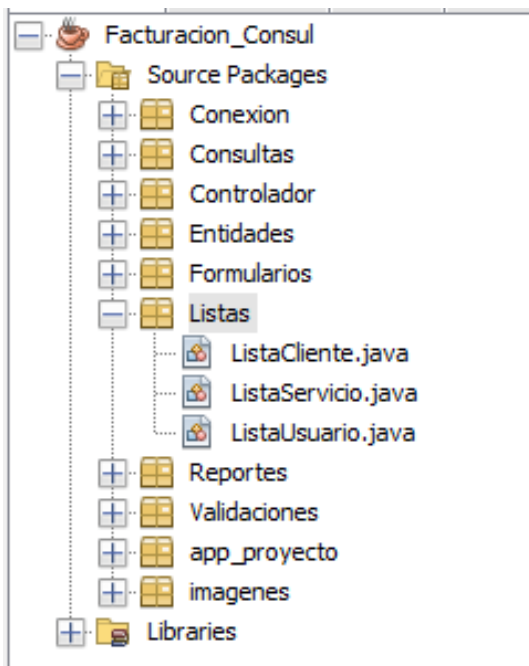 Facturacion_Consul
Source Packages
Conexion
Consultas
Controlador
Entidades
Formularios
Listas
ListaCliente.java
ListaServicio.java
ListaUsuario.java
Reportes
Validaciones
app_proyecto
imagenes
Libraries